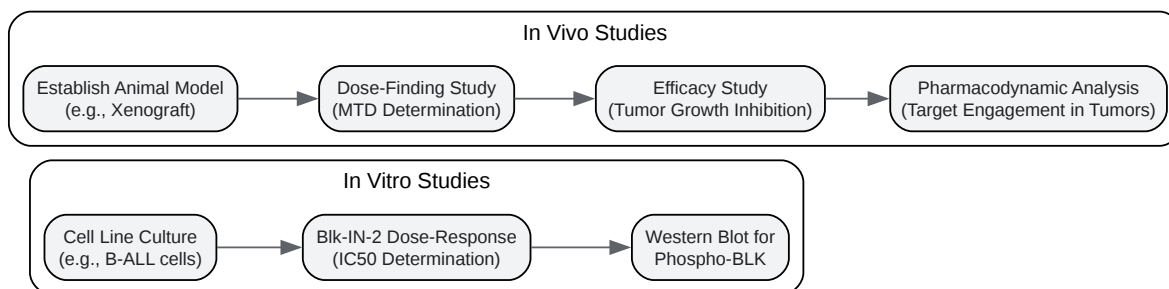 In Vivo Studies
Establish Animal Model
(e.g., Xenograft)
Dose-Finding Study
(MTD Determination)
Efficacy Study
(Tumor Growth Inhibition)
Pharmacodynamic Analysis
(Target Engagement in Tumors)
In Vitro Studies
Cell Line Culture
(e.g., B-ALL cells)
Blk-IN-2 Dose-Response
(IC50 Determination)
Western Blot for
Phospho-BLK